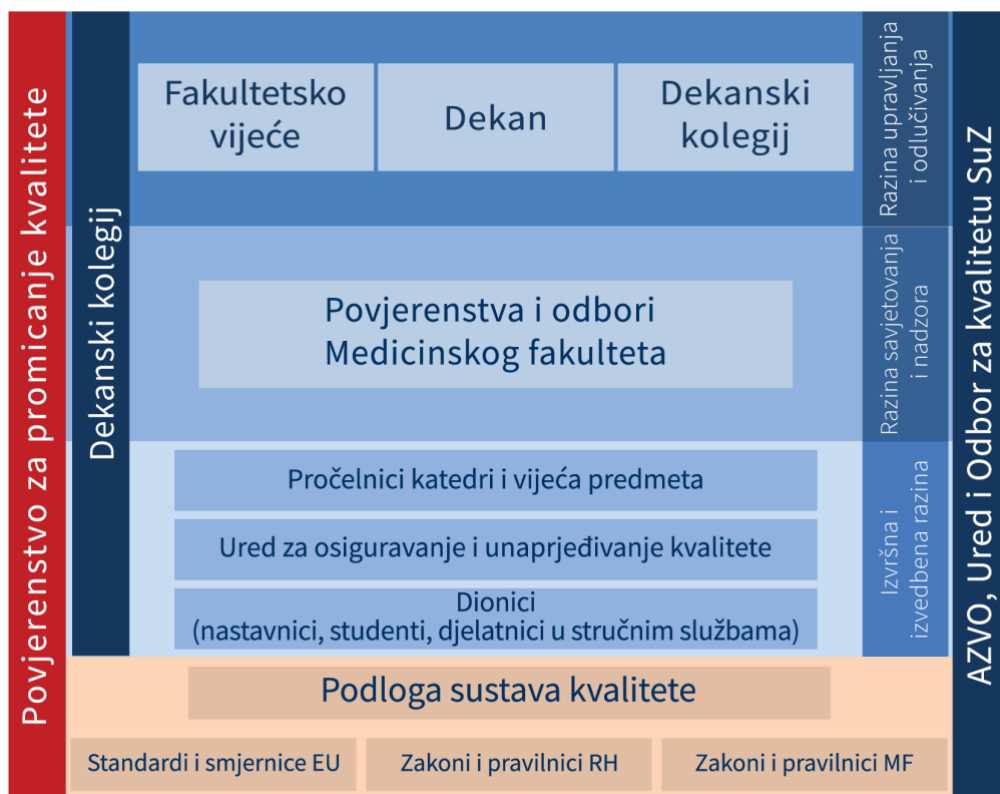 Povjerenstvo za promicanje kvalitete
Dekanski kolegij
Fakultetsko
vijeće
Dekan
Dekanski
kolegij
Razina upravljanja
i odlučivanja
Povjerenstva i odbori
Medicinskog fakulteta
Razina savjetovanja
i nadzora
Pročelnici katedri i vijeća predmeta
Ured za osiguravanje i unaprjeđivanje kvalitete
Dionici
(nastavnici, studenti, djelatnici u stručnim službama)
Izvršna i
izvedbena razina
AZVO, Ured i Odbor za kvalitetu SuZ
Podloga sustava kvalitete
Standardi i smjernice EU
Zakoni i pravilnici RH
Zakoni i pravilnici MF